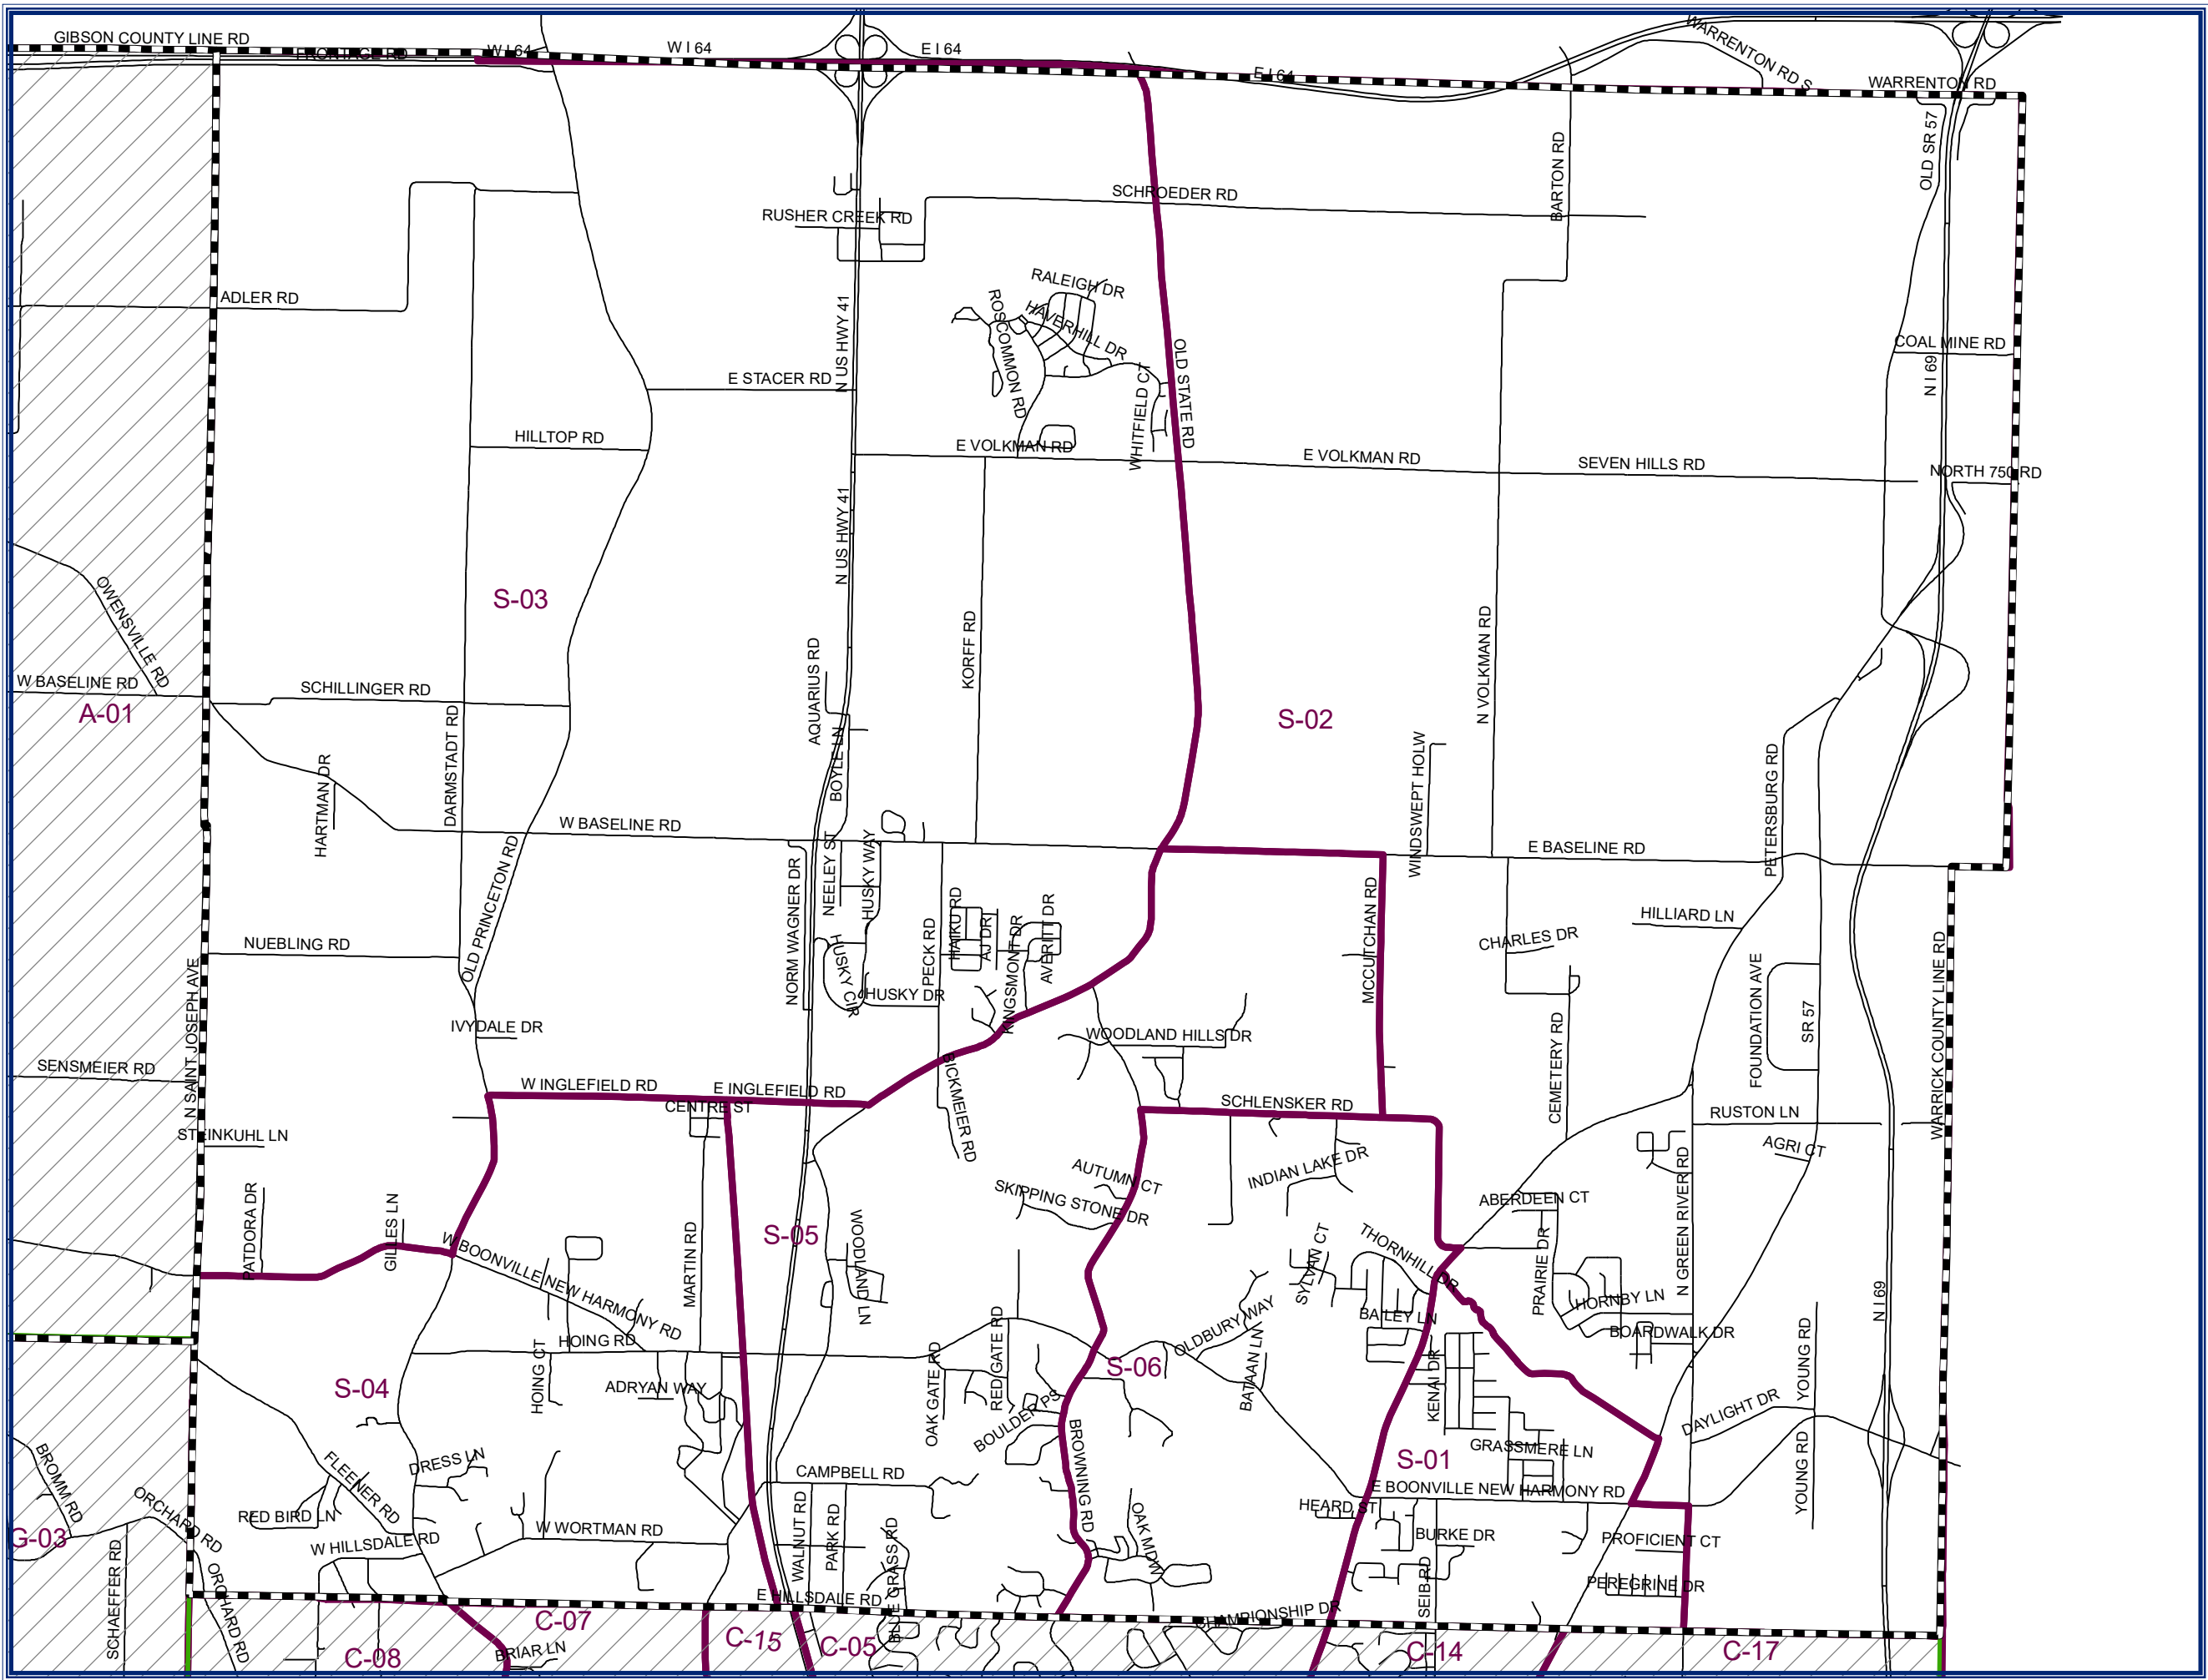 GIBSON COUNTY LINE RD
FRONTAGE RD
W I 64
W I 64
E I 64
E I 64
WARRENTON RD S
WARRENTON RD
OLD SR 57
BARTON RD
SCHROEDER RD
RUSHER CREEK RD
ADLER RD
RALEIGH DR
HAVERHILL DR
ROSCOMMON RD
WHITFIELD CT
OLD STATE RD
N US HWY 41
E STACER RD
COAL MINE RD
N I 69
HILLTOP RD
E VOLKMAN RD
E VOLKMAN RD
SEVEN HILLS RD
NORTH 750 RD
N US HWY 41
OWENSVILLE RD
S-03
KORFF RD
N VOLKMAN RD
AQUARIUS RD
W BASELINE RD
SCHILLINGER RD
A-01
S-02
DARMSTADT RD
BOYLE LN
HARTMAN DR
WINDSWEPT HOLW
PETERSBURG RD
W BASELINE RD
E BASELINE RD
OLD PRINCETON RD
NORM WAGNER DR
NEELEY ST
HUSKY WAY
MCCUTCHAN RD
HILLIARD LN
CHARLES DR
NUEBLING RD
HUSKY CIR
HUSKY DR
PECK RD
HAIKU RD
AJ DR
KINGSMONT DR
AVERITT DR
N SAINT JOSEPH AVE
FOUNDATION AVE
SR 57
WARRICK COUNTY LINE RD
IVYDALE DR
WOODLAND HILLS DR
CEMETERY RD
SENSMEIER RD
W INGLEFIELD RD
E INGLEFIELD RD
CENTRE ST
BICKMEIER RD
SCHLENSKER RD
RUSTON LN
STEINKUHL LN
AGRI CT
AUTUMN CT
SKIPPING STONE DR
INDIAN LAKE DR
ABERDEEN CT
N GREEN RIVER RD
PATDORA DR
GILLES LN
W BOONVILLE NEW HARMONY RD
MARTIN RD
S-05
WOODLAND LN
SYLVAN CT
THORNHILL DR
PRAIRIE DR
HORNBY LN
BOARDWALK DR
N I 69
BAILEY LN
OLDBURY WAY
HOING RD
S-06
RED GATE RD
OAK GATE RD
BATAAN LN
KENAI DR
YOUNG RD
S-04
HOING CT
ADRYAN WAY
BOULDER PS
BROWNING RD
DAYLIGHT DR
GRASSMERE LN
S-01
YOUNG RD
BROMM RD
DRESS LN
FLEENER RD
CAMPBELL RD
E BOONVILLE NEW HARMONY RD
HEARD ST
ORCHARD RD
RED BIRD LN
G-03
W HILLSDALE RD
W WORTMAN RD
WALNUT RD
PARK RD
BLUE GRASS RD
OAK MDW
BURKE DR
PROFICIENT CT
SCHAEFFER RD
ORCHARD RD
PEREGRINE DR
SEIB RD
E HILLSDALE RD
CHAMPIONSHIP DR
C-07
C-15
C-05
C-08
BRIAR LN
C-14
C-17